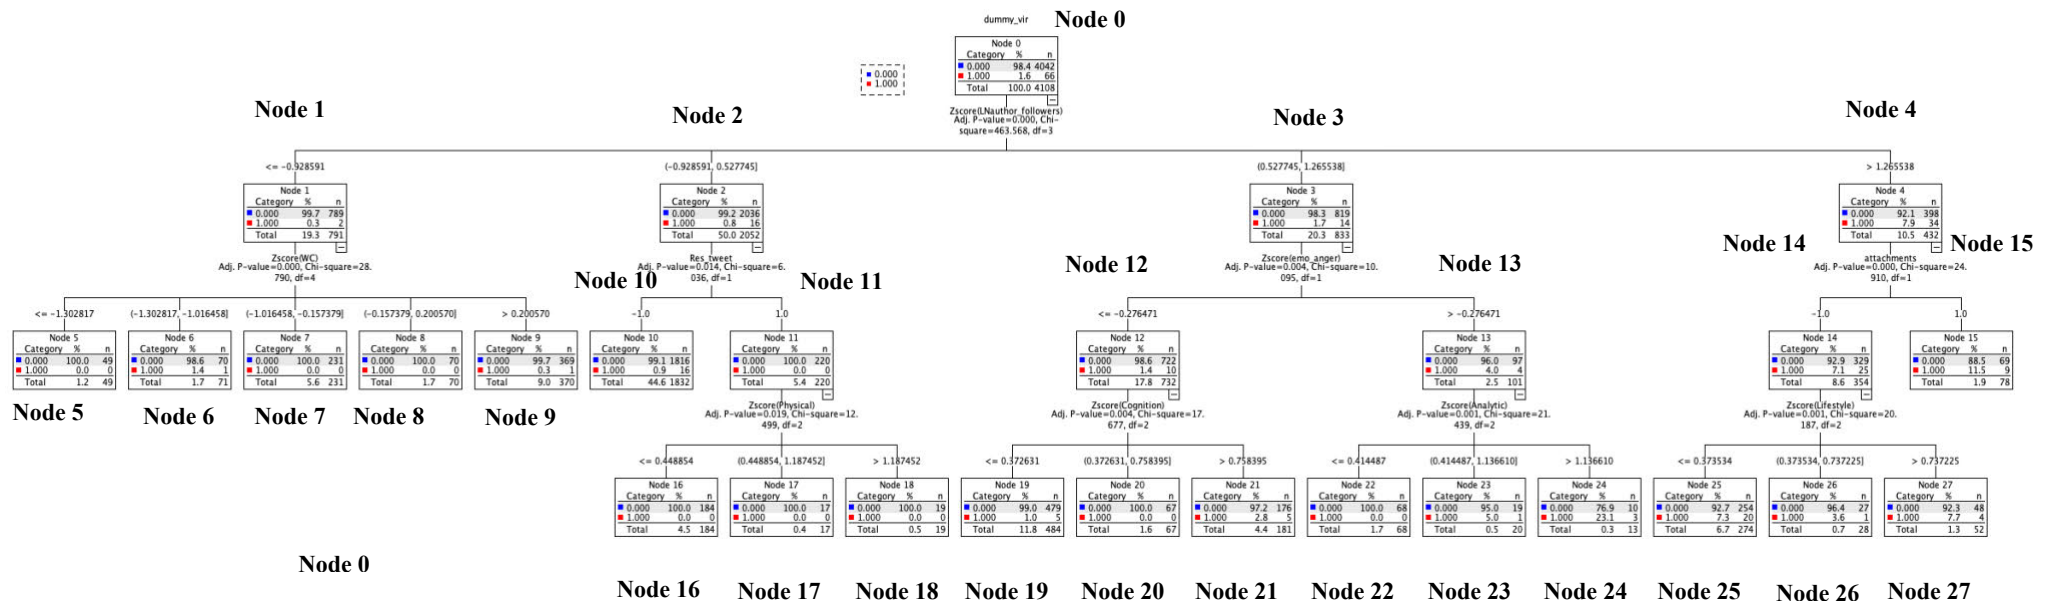 dummy_vir
Node 0
Node 0
Category % n
0.000 98.4 4042
1.000 1.6 66
Total 100.0 4108
0.000
1.000
Zscore(LNauthor_followers)
Adj. P-value=0.000, Chi-
square=463.568, df=3
Node 1
Node 2
Node 3
Node 4
<= -0.928591
(-0.928591, 0.527745]
(0.527745, 1.265538]
> 1.265538
Node 1
Category % n
0.000 99.7 789
1.000 0.3 2
Total 19.3 791
Zscore(WC)
Adj. P-value=0.000, Chi-square=28.
790, df=4
Node 2
Category % n
0.000 99.2 2036
1.000 0.8 16
Total 50.0 2052
Res_tweet
Adj. P-value=0.014, Chi-square=6.
036, df=1
Node 3
Category % n
0.000 98.3 819
1.000 1.7 14
Total 20.3 833
Zscore(emo_anger)
Adj. P-value=0.004, Chi-square=10.
095, df=1
Node 4
Category % n
0.000 92.1 398
1.000 7.9 34
Total 10.5 432
attachments
Adj. P-value=0.000, Chi-square=24.
910, df=1
Node 10
Node 11
Node 12
Node 13
Node 14
Node 15
<= -1.302817
(-1.302817, -1.016458]
(-1.016458, -0.157379]
(-0.157379, 0.200570]
> 0.200570
-1.0
1.0
<= -0.276471
> -0.276471
-1.0
1.0
Node 5
Category % n
0.000 100.0 49
1.000 0.0 0
Total 1.2 49
Node 6
Category % n
0.000 98.6 70
1.000 1.4 1
Total 1.7 71
Node 7
Category % n
0.000 100.0 231
1.000 0.0 0
Total 5.6 231
Node 8
Category % n
0.000 100.0 70
1.000 0.0 0
Total 1.7 70
Node 9
Category % n
0.000 99.7 369
1.000 0.3 1
Total 9.0 370
Node 10
Category % n
0.000 99.1 1816
1.000 0.9 16
Total 44.6 1832
Node 11
Category % n
0.000 100.0 220
1.000 0.0 0
Total 5.4 220
Zscore(Physical)
Adj. P-value=0.019, Chi-square=12.
499, df=2
Node 12
Category % n
0.000 98.6 722
1.000 1.4 10
Total 17.8 732
Zscore(Cognition)
Adj. P-value=0.004, Chi-square=17.
677, df=2
Node 13
Category % n
0.000 96.0 97
1.000 4.0 4
Total 2.5 101
Zscore(Analytic)
Adj. P-value=0.001, Chi-square=21.
439, df=2
Node 14
Category % n
0.000 92.9 329
1.000 7.1 25
Total 8.6 354
Zscore(Lifestyle)
Adj. P-value=0.001, Chi-square=20.
187, df=2
Node 15
Category % n
0.000 88.5 69
1.000 11.5 9
Total 1.9 78
Node 5
Node 6
Node 7
Node 8
Node 9
<= 0.448854
(0.448854, 1.187452]
> 1.187452
<= 0.372631
(0.372631, 0.758395]
> 0.758395
<= 0.414487
(0.414487, 1.136610]
> 1.136610
<= 0.373534
(0.373534, 0.737225]
> 0.737225
Node 16
Category % n
0.000 100.0 184
1.000 0.0 0
Total 4.5 184
Node 17
Category % n
0.000 100.0 17
1.000 0.0 0
Total 0.4 17
Node 18
Category % n
0.000 100.0 19
1.000 0.0 0
Total 0.5 19
Node 19
Category % n
0.000 99.0 479
1.000 1.0 5
Total 11.8 484
Node 20
Category % n
0.000 100.0 67
1.000 0.0 0
Total 1.6 67
Node 21
Category % n
0.000 97.2 176
1.000 2.8 5
Total 4.4 181
Node 22
Category % n
0.000 100.0 68
1.000 0.0 0
Total 1.7 68
Node 23
Category % n
0.000 95.0 19
1.000 5.0 1
Total 0.5 20
Node 24
Category % n
0.000 76.9 10
1.000 23.1 3
Total 0.3 13
Node 25
Category % n
0.000 92.7 254
1.000 7.3 20
Total 6.7 274
Node 26
Category % n
0.000 96.4 27
1.000 3.6 1
Total 0.7 28
Node 27
Category % n
0.000 92.3 48
1.000 7.7 4
Total 1.3 52
Node 0
Node 16
Node 17
Node 18
Node 19
Node 20
Node 21
Node 22
Node 23
Node 24
Node 25
Node 26
Node 27